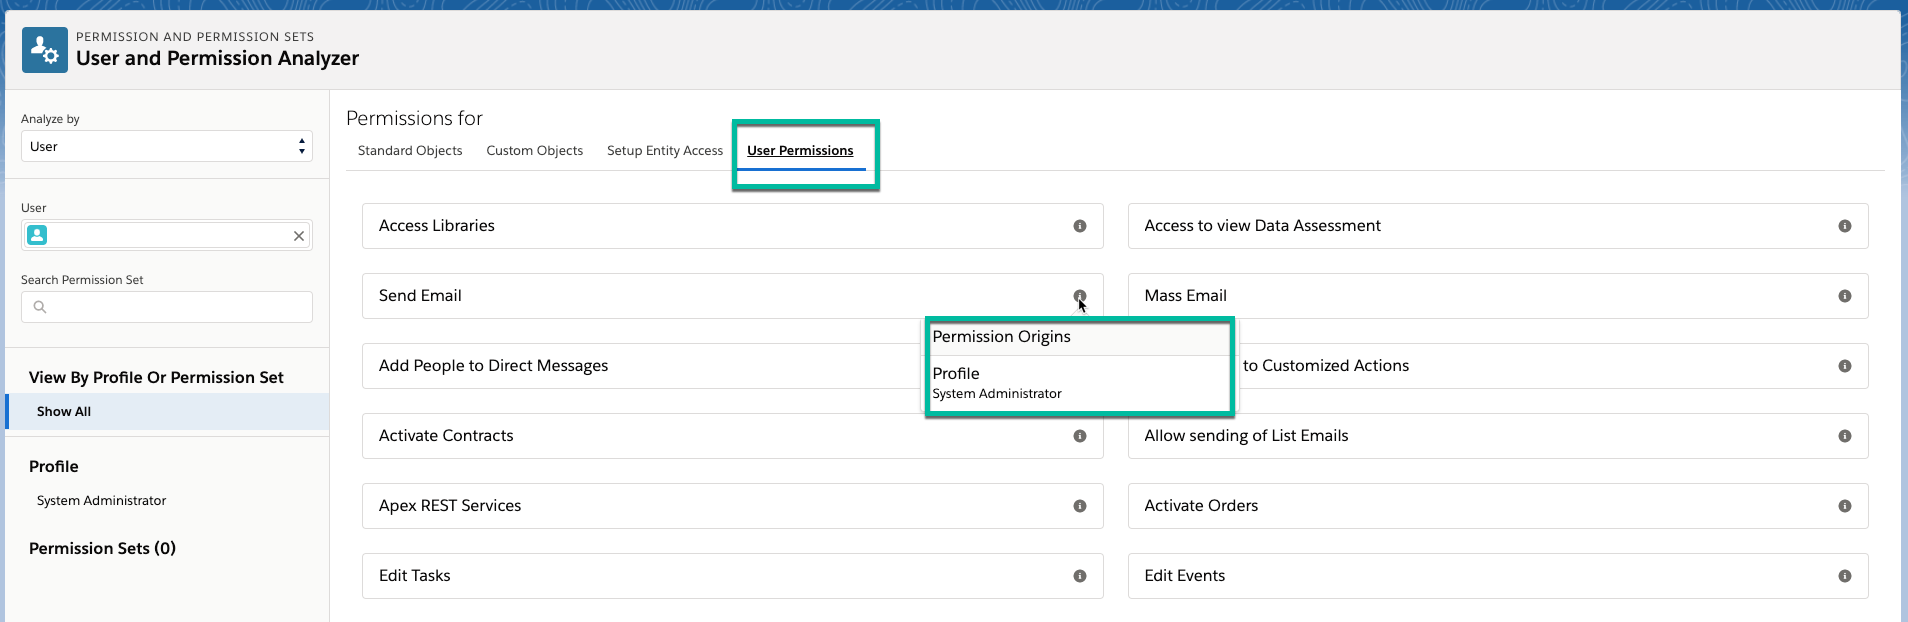 PERMISSION AND PERMISSION SETS
User and Permission Analyzer
Analyze by
User
User
Search Permission Set
View By Profile Or Permission Set
Show All
Profile
System Administrator
Permission Sets (0)
Permissions for
Standard Objects Custom Objects Setup Entity Access User Permissions
Access Libraries Access to view Data Assessment
Send Email Mass Email
Permission Origins
Profile
System Administrator
Add People to Direct Messages to Customized Actions
Activate Contracts Allow sending of List Emails
Apex REST Services Activate Orders
Edit Tasks Edit Events